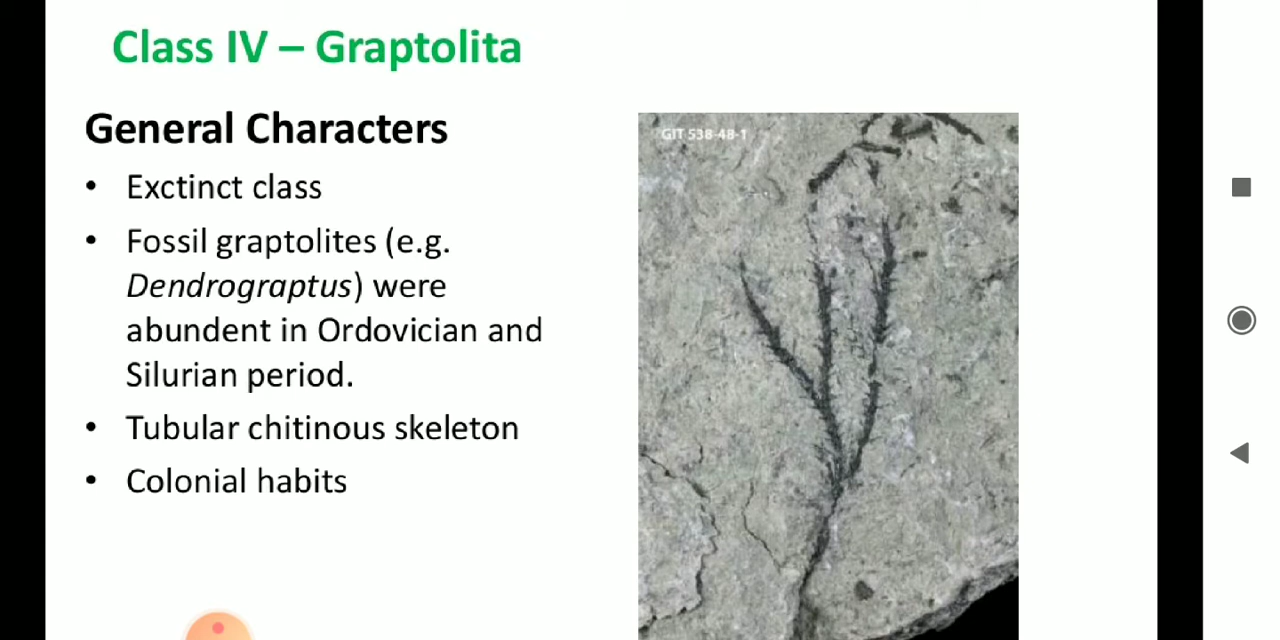 Class IV – Graptolita
General Characters
• Exctinct class
• Fossil graptolites (e.g.
Dendrograptus) were
abundent in Ordovician and
Silurian period.
• Tubular chitinous skeleton
• Colonial habits
GIT 538-48-1